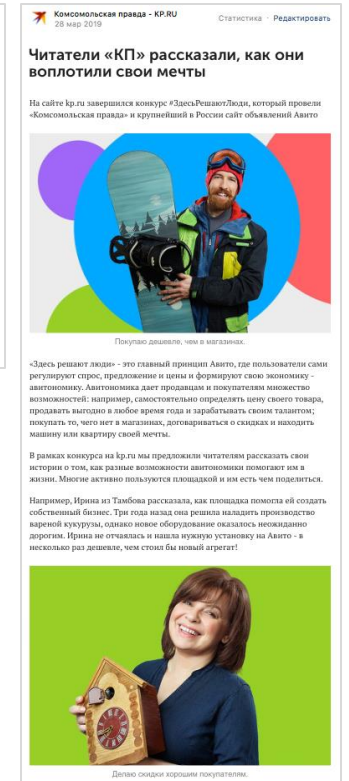 Комсомольская правда - KP.RU
28 мар 2019
Статистика · Редактировать
Читатели «КП» рассказали, как они
воплотили свои мечты
На сайте kp.ru завершился конкурс #ЗдесьРешаютЛюди, который провели
«Комсомольская правда» и крупнейший в России сайт объявлений Авито
Покупаю дешевле, чем в магазинах.
«Здесь решают люди» - это главный принцип Авито, где пользователи сами
регулируют спрос, предложение и цены и формируют свою экономику -
авитономику. Авитономика дает продавцам и покупателям множество
возможностей: например, самостоятельно определять цену своего товара,
продавать выгодно в любое время года и зарабатывать своим талантом;
покупать то, чего нет в магазинах, договариваться о скидках и находить
машину или квартиру своей мечты.
В рамках конкурса на kp.ru мы предложили читателям рассказать свои
истории о том, как разные возможности авитономики помогают им в
жизни. Многие активно пользуются площадкой и им есть чем поделиться.
Например, Ирина из Тамбова рассказала, как площадка помогла ей создать
собственный бизнес. Три года назад она решила наладить производство
вареной кукурузы, однако новое оборудование оказалось неожиданно
дорогим. Ирина не отчаялась и нашла нужную установку на Авито - в
несколько раз дешевле, чем стоил бы новый агрегат!
Делаю скидки хорошим покупателям.